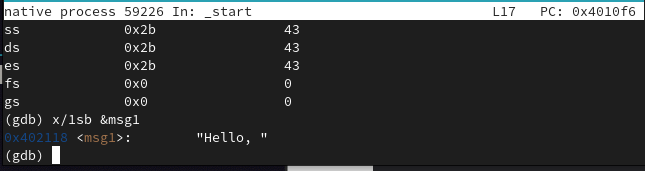 native process 59226 In: _start L17 PC: 0x4010f6
ss 0x2b 43
ds 0x2b 43
es 0x2b 43
fs 0x0 0
gs 0x0 0
(gdb) x/1sb &msg1
0x402118 <msg1>: "Hello, "
(gdb)